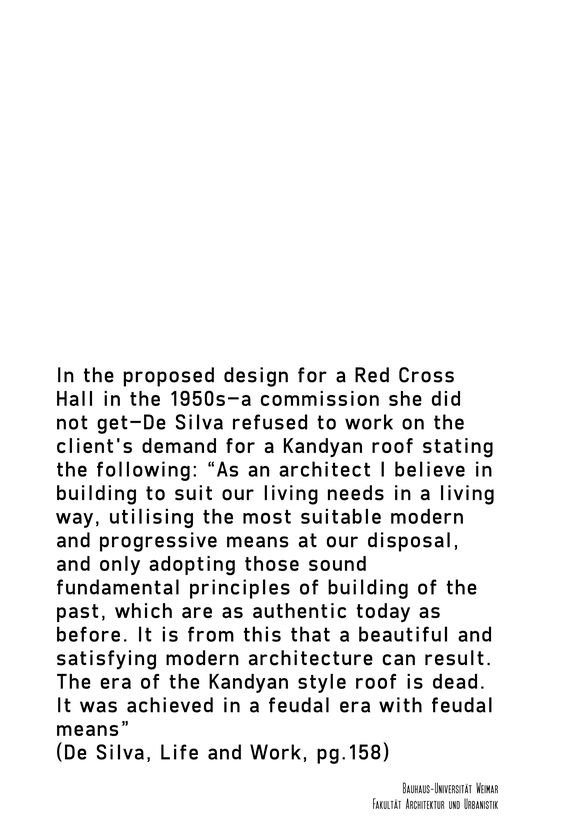 In the proposed design for a Red Cross
Hall in the 1950s—a commission she did
not get—De Silva refused to work on the
client's demand for a Kandyan roof stating
the following: “As an architect I believe in
building to suit our living needs in a living
way, utilising the most suitable modern
and progressive means at our disposal,
and only adopting those sound
fundamental principles of building of the
past, which are as authentic today as
before. It is from this that a beautiful and
satisfying modern architecture can result.
The era of the Kandyan style roof is dead.
It was achieved in a feudal era with feudal
means”
(De Silva, Life and Work, pg.158)
Bauhaus-Universität Weimar
Fakultät Architektur und Urbanistik